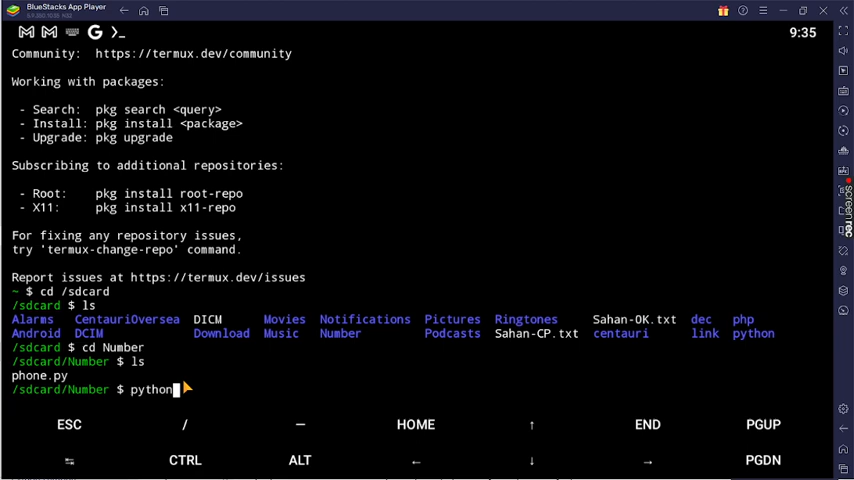 BlueStacks App Player
9:35
Community:  https://termux.dev/community
Working with packages:
- Search:  pkg search <query>
- Install: pkg install <package>
- Upgrade: pkg upgrade
Subscribing to additional repositories:
- Root:    pkg install root-repo
- X11:     pkg install x11-repo
For fixing any repository issues,
try 'termux-change-repo' command.
Report issues at https://termux.dev/issues
~ $ cd /sdcard
/sdcard $ ls
Alarms CentauriOversea DICM Movies Notifications Pictures Ringtones Sahan-OK.txt dec php
Android DCIM Download Music Number Podcasts Sahan-CP.txt centauri link python
/sdcard $ cd Number
/sdcard/Number $ ls
phone.py
/sdcard/Number $ python
ESC / — HOME ↑ END PGUP
CTRL ALT ← ↓ → PGDN
screenrec